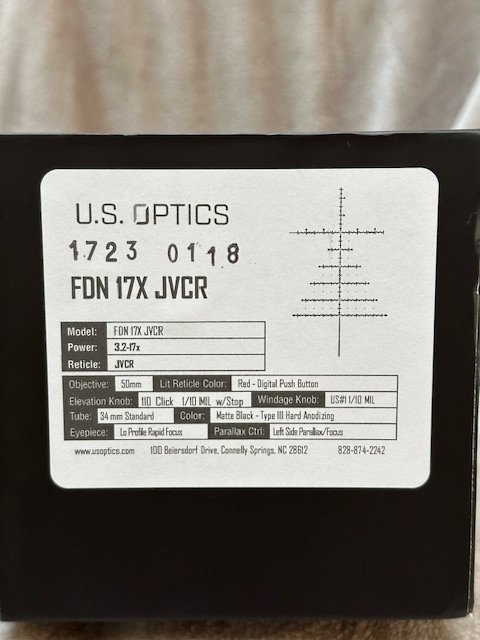 U.S. OPTICS
1723 0118
FDN 17X JVCR
Model: FDN 17X JVCR
Power: 3.2-17x
Reticle: JVCR
Objective: 50mm Lit Reticle Color: Red - Digital Push Button
Elevation Knob: 110 Click 1/10 MIL w/Stop Windage Knob: US#1 1/10 MIL
Tube: 34 mm Standard Color: Matte Black - Type III Hard Anodizing
Eyepiece: Lo Profile Rapid Focus Parallax Ctrl: Left Side Parallax/Focus
www.usoptics.com 100 Beiersdorf Drive, Connelly Springs, NC 28612 828-874-2242